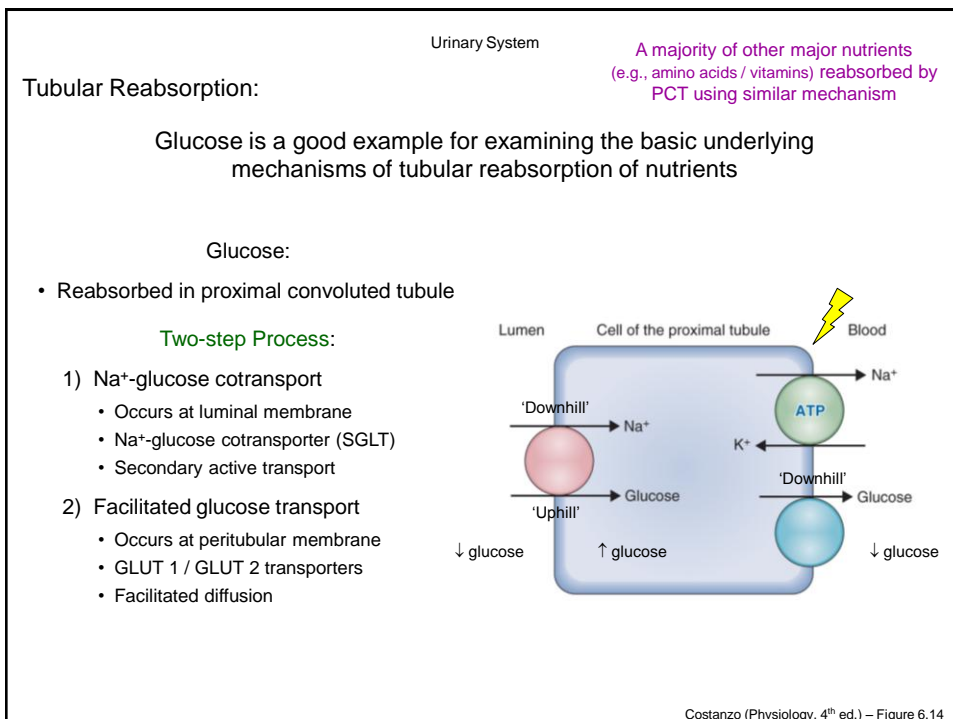 Urinary System
A majority of other major nutrients
(e.g., amino acids / vitamins) reabsorbed by
PCT using similar mechanism
Tubular Reabsorption:
Glucose is a good example for examining the basic underlying
mechanisms of tubular reabsorption of nutrients
Glucose:
• Reabsorbed in proximal convoluted tubule
Two-step Process:
1) Na⁺-glucose cotransport
• Occurs at luminal membrane
• Na⁺-glucose cotransporter (SGLT)
• Secondary active transport
2) Facilitated glucose transport
• Occurs at peritubular membrane
• GLUT 1 / GLUT 2 transporters
• Facilitated diffusion
Lumen Cell of the proximal tubule Blood
Na⁺
ATP
'Downhill'
Na⁺
K⁺
'Downhill'
Glucose
Glucose
'Uphill'
↓ glucose ↑ glucose ↓ glucose
Costanzo (Physiology, 4th ed.) – Figure 6.14